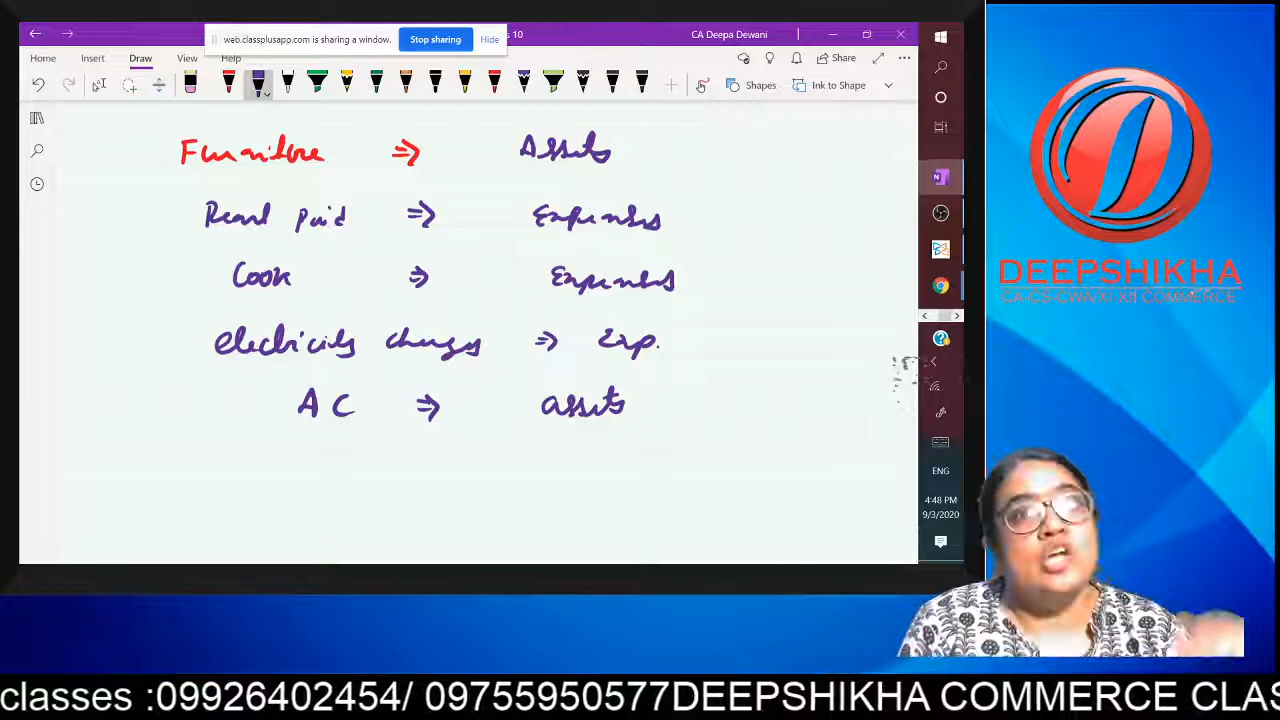 web.classplusapp.com is sharing a window. Stop sharing Hide
s 10
CA Deepa Dewani
Home Insert Draw View Help
Share
Shapes Ink to Shape
Furniture ⇒ Assets
Rent paid ⇒ Expenses
Cook ⇒ Expenses
electricity charges ⇒ Exp.
AC ⇒ assets
ENG
4:48 PM
9/3/2020
DEEPSHIKHA
CA-CS-CWA/XI-XII COMMERCE
classes :09926402454/ 09755950577DEEPSHIKHA COMMERCE CLAS